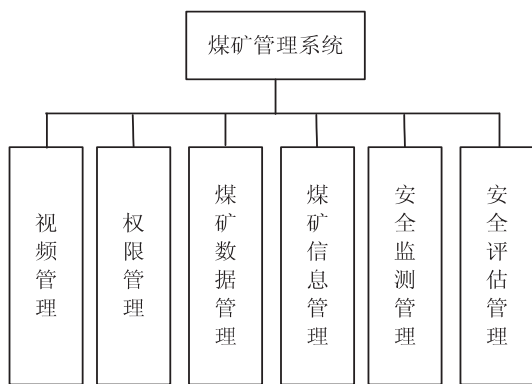 煤矿管理系统
视频管理
权限管理
煤矿数据管理
煤矿信息管理
安全监测管理
安全评估管理